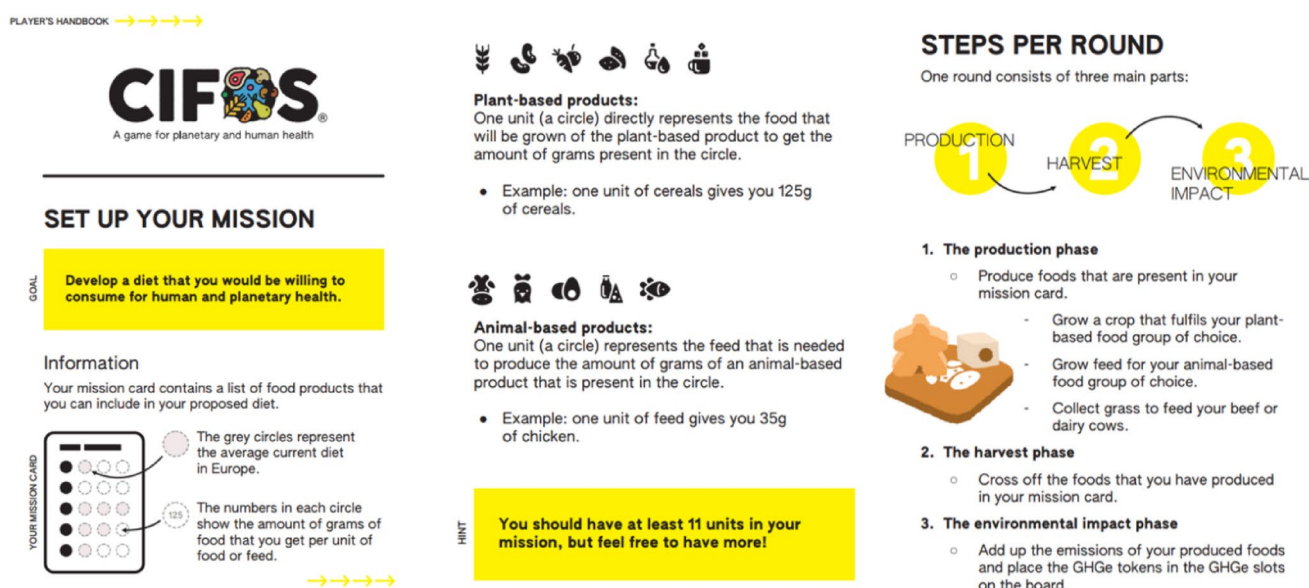 PLAYER'S HANDBOOK
CIFOS®
A game for planetary and human health
SET UP YOUR MISSION
GOAL
Develop a diet that you would be willing to
consume for human and planetary health.
Information
Your mission card contains a list of food products that
you can include in your proposed diet.
YOUR MISSION CARD
The grey circles represent
the average current diet
in Europe.
125
The numbers in each circle
show the amount of grams of
food that you get per unit of
food or feed.
Plant-based products:
One unit (a circle) directly represents the food that
will be grown of the plant-based product to get the
amount of grams present in the circle.
• Example: one unit of cereals gives you 125g
of cereals.
Animal-based products:
One unit (a circle) represents the feed that is needed
to produce the amount of grams of an animal-based
product that is present in the circle.
• Example: one unit of feed gives you 35g
of chicken.
HINT
You should have at least 11 units in your
mission, but feel free to have more!
STEPS PER ROUND
One round consists of three main parts:
1 PRODUCTION
2 HARVEST
3 ENVIRONMENTAL
IMPACT
1. The production phase
○ Produce foods that are present in your
mission card.
- Grow a crop that fulfils your plant-
based food group of choice.
- Grow feed for your animal-based
food group of choice.
- Collect grass to feed your beef or
dairy cows.
2. The harvest phase
○ Cross off the foods that you have produced
in your mission card.
3. The environmental impact phase
○ Add up the emissions of your produced foods
and place the GHGe tokens in the GHGe slots
on the board